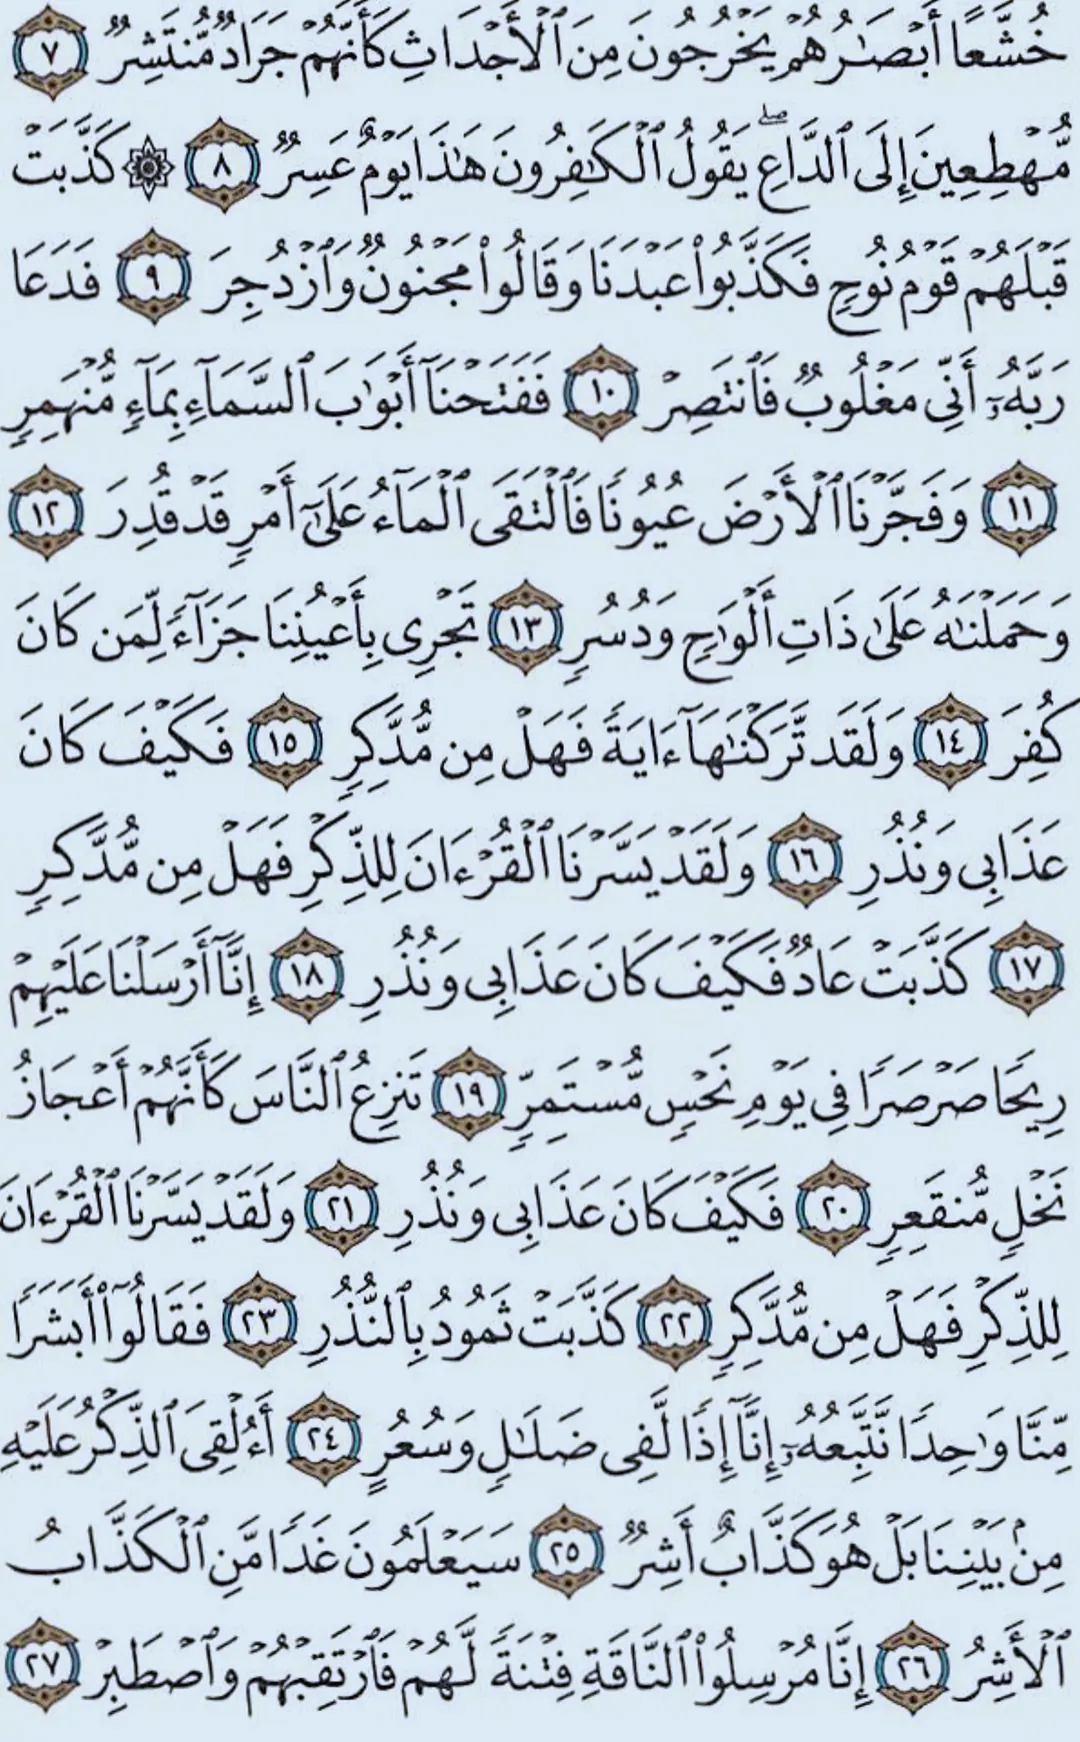 خُشَّعًا أَبۡصَٰرُهُمۡ يَخۡرُجُونَ مِنَ ٱلۡأَجۡدَاثِ كَأَنَّهُمۡ جَرَادٞ مُّنتَشِرٞ ٧
مُّهۡطِعِينَ إِلَى ٱلدَّاعِۖ يَقُولُ ٱلۡكَٰفِرُونَ هَٰذَا يَوۡمٌ عَسِرٞ ٨ ۞ كَذَّبَتۡ
قَبۡلَهُمۡ قَوۡمُ نُوحٖ فَكَذَّبُواْ عَبۡدَنَا وَقَالُواْ مَجۡنُونٞ وَٱزۡدُجِرَ ٩ فَدَعَا
رَبَّهُۥٓ أَنِّي مَغۡلُوبٞ فَٱنتَصِرۡ ١٠ فَفَتَحۡنَآ أَبۡوَٰبَ ٱلسَّمَآءِ بِمَآءٖ مُّنۡهَمِرٖ
١١ وَفَجَّرۡنَا ٱلۡأَرۡضَ عُيُونٗا فَٱلۡتَقَى ٱلۡمَآءُ عَلَىٰٓ أَمۡرٖ قَدۡ قُدِرَ ١٢
وَحَمَلۡنَٰهُ عَلَىٰ ذَاتِ أَلۡوَٰحٖ وَدُسُرٖ ١٣ تَجۡرِي بِأَعۡيُنِنَا جَزَآءٗ لِّمَن كَانَ
كُفِرَ ١٤ وَلَقَد تَّرَكۡنَٰهَآ ءَايَةٗ فَهَلۡ مِن مُّدَّكِرٖ ١٥ فَكَيۡفَ كَانَ
عَذَابِي وَنُذُرِ ١٦ وَلَقَدۡ يَسَّرۡنَا ٱلۡقُرۡءَانَ لِلذِّكۡرِ فَهَلۡ مِن مُّدَّكِرٖ
١٧ كَذَّبَتۡ عَادٞ فَكَيۡفَ كَانَ عَذَابِي وَنُذُرِ ١٨ إِنَّآ أَرۡسَلۡنَا عَلَيۡهِمۡ
رِيحٗا صَرۡصَرٗا فِي يَوۡمِ نَحۡسٖ مُّسۡتَمِرّٖ ١٩ تَنزِعُ ٱلنَّاسَ كَأَنَّهُمۡ أَعۡجَازُ
نَخۡلٖ مُّنقَعِرٖ ٢٠ فَكَيۡفَ كَانَ عَذَابِي وَنُذُرِ ٢١ وَلَقَدۡ يَسَّرۡنَا ٱلۡقُرۡءَانَ
لِلذِّكۡرِ فَهَلۡ مِن مُّدَّكِرٖ ٢٢ كَذَّبَتۡ ثَمُودُ بِٱلنُّذُرِ ٢٣ فَقَالُوٓاْ أَبَشَرٗا
مِّنَّا وَٰحِدٗا نَّتَّبِعُهُۥٓ إِنَّآ إِذٗا لَّفِي ضَلَٰلٖ وَسُعُرٍ ٢٤ أَءُلۡقِيَ ٱلذِّكۡرُ عَلَيۡهِ
مِنۢ بَيۡنِنَا بَلۡ هُوَ كَذَّابٌ أَشِرٞ ٢٥ سَيَعۡلَمُونَ غَدٗا مَّنِ ٱلۡكَذَّابُ
ٱلۡأَشِرُ ٢٦ إِنَّا مُرۡسِلُواْ ٱلنَّاقَةِ فِتۡنَةٗ لَّهُمۡ فَٱرۡتَقِبۡهُمۡ وَٱصۡطَبِرۡ ٢٧